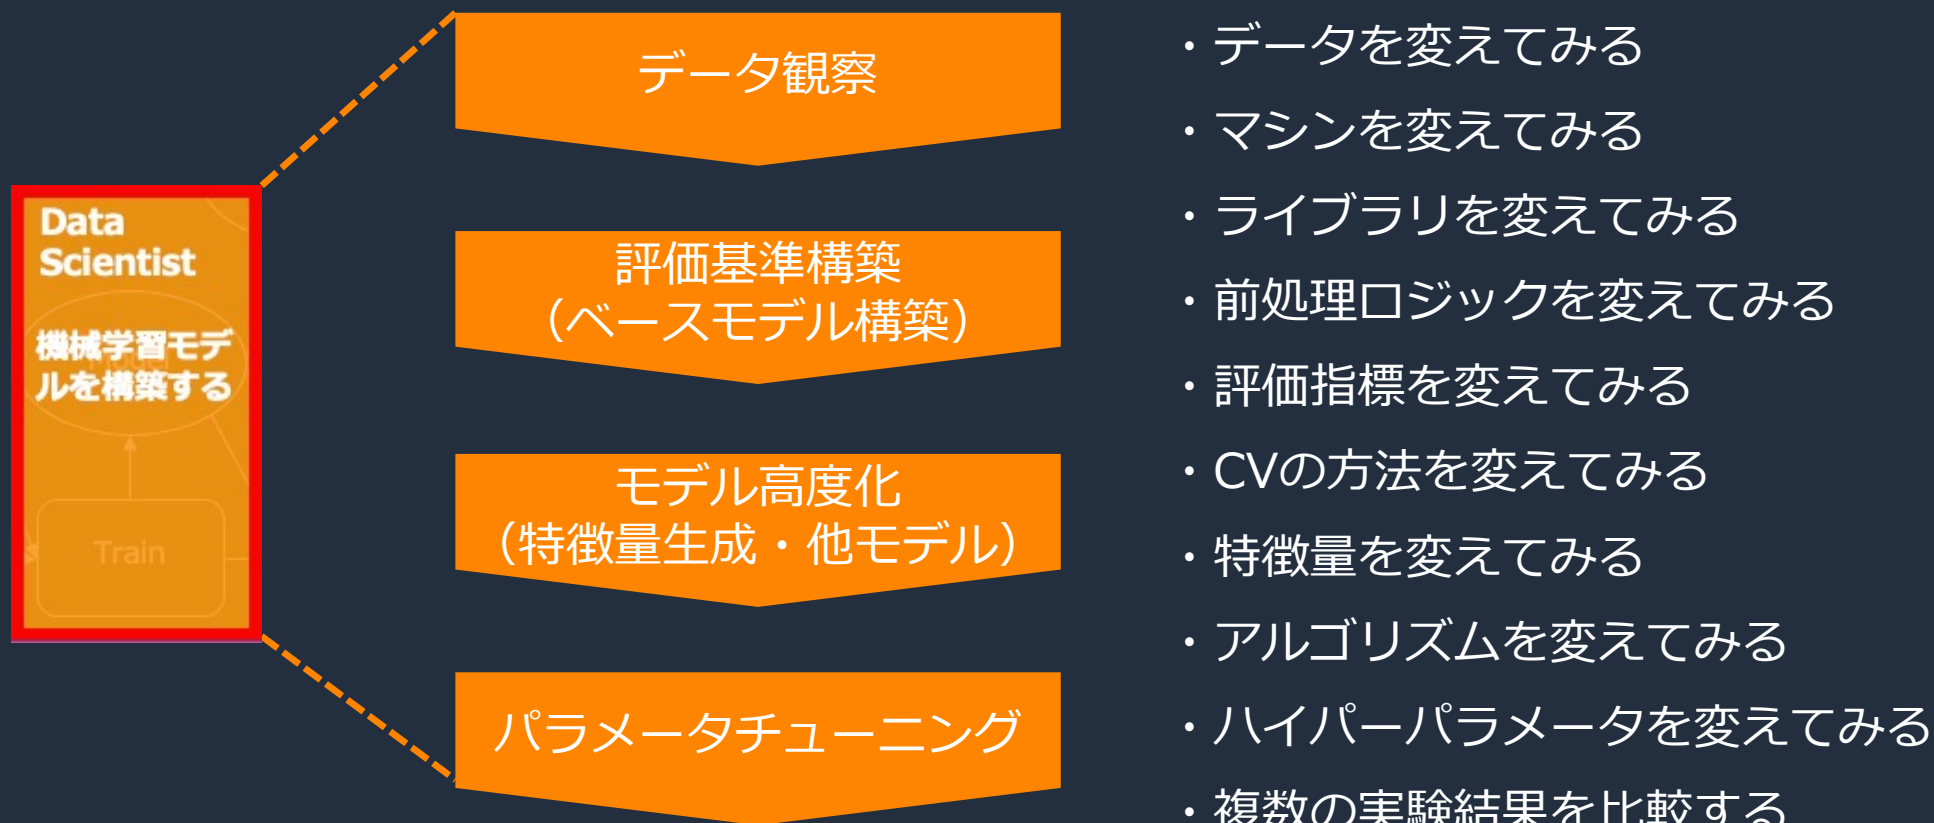 Data
Scientist
機械学習モデ
ルを構築する
Train
データ観察
評価基準構築
（ベースモデル構築）
モデル高度化
（特徴量生成・他モデル）
パラメータチューニング
・データを変えてみる
・マシンを変えてみる
・ライブラリを変えてみる
・前処理ロジックを変えてみる
・評価指標を変えてみる
・CVの方法を変えてみる
・特徴量を変えてみる
・アルゴリズムを変えてみる
・ハイパーパラメータを変えてみる
・複数の実験結果を比較する